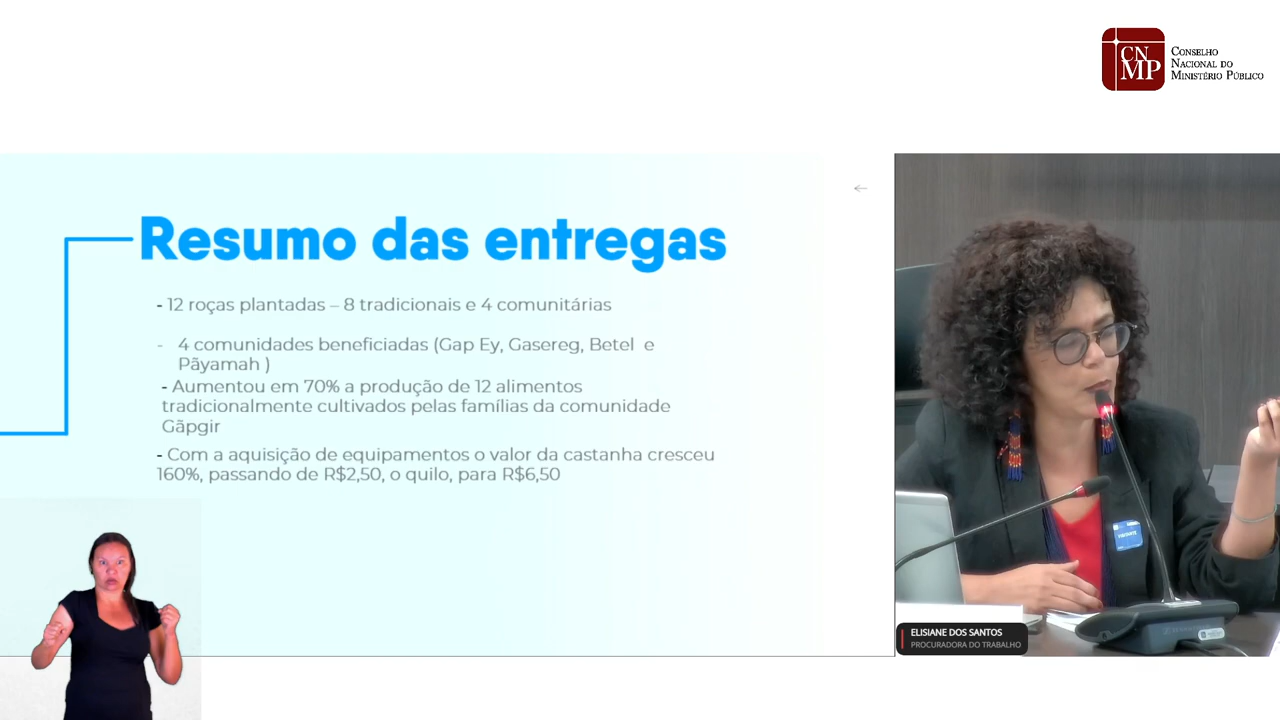 CN
MP
CONSELHO
NACIONAL DO
MINISTÉRIO PÚBLICO
Resumo das entregas
- 12 roças plantadas – 8 tradicionais e 4 comunitárias
- 4 comunidades beneficiadas (Gap Ey, Gasereg, Betel e
Pãyamah )
- Aumentou em 70% a produção de 12 alimentos
tradicionalmente cultivados pelas famílias da comunidade
Gãpgir
- Com a aquisição de equipamentos o valor da castanha cresceu
160%, passando de R$2,50, o quilo, para R$6,50
ELISIANE DOS SANTOS
PROCURADORA DO TRABALHO